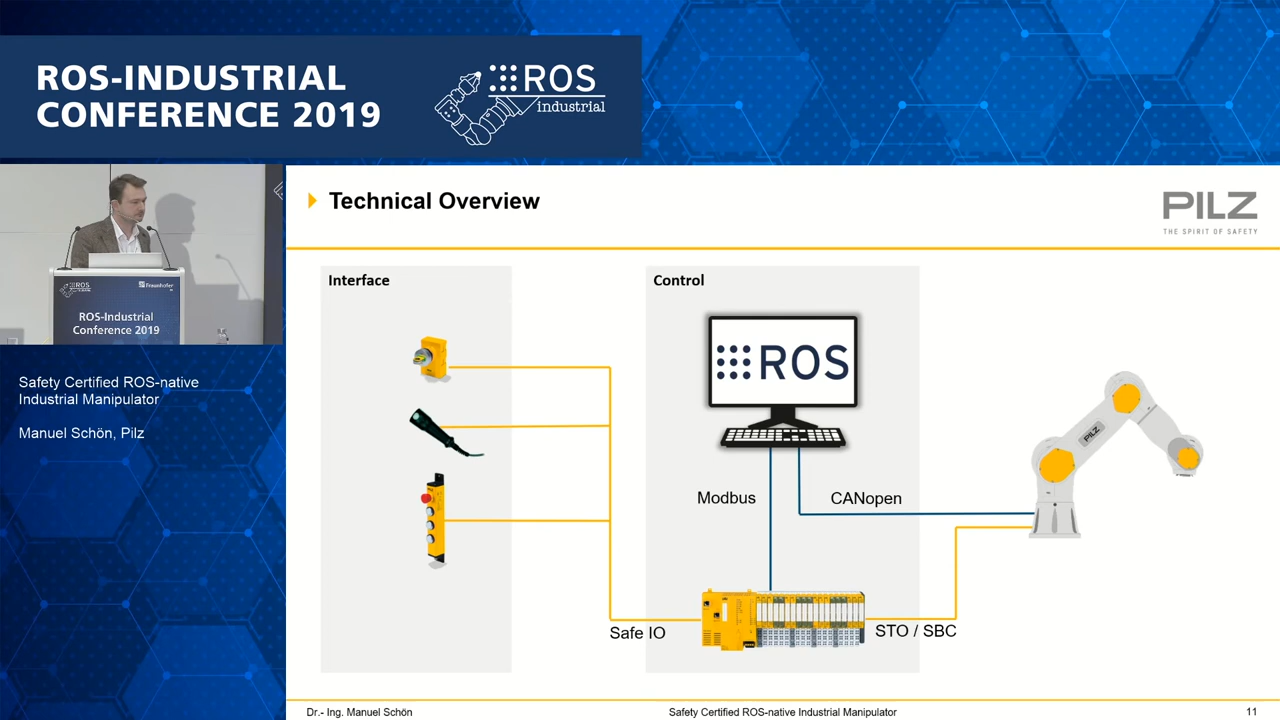 ROS-INDUSTRIAL
CONFERENCE 2019
ROS
industrial
ROS
Fraunhofer
ROS-Industrial
Conference 2019
Safety Certified ROS-native
Industrial Manipulator
Manuel Schön, Pilz
Technical Overview
PILZ
THE SPIRIT OF SAFETY
Interface
Control
ROS
PILZ
Modbus
CANopen
Safe IO
STO / SBC
Dr.- Ing. Manuel Schön
Safety Certified ROS-native Industrial Manipulator
11